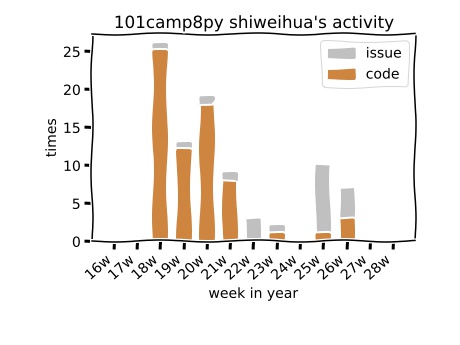 101camp8py shiweihua's activity
issue
code
times
25
20
15
10
5
0
16w 17w 18w 19w 20w 21w 22w 23w 24w 25w 26w 27w 28w
week in year